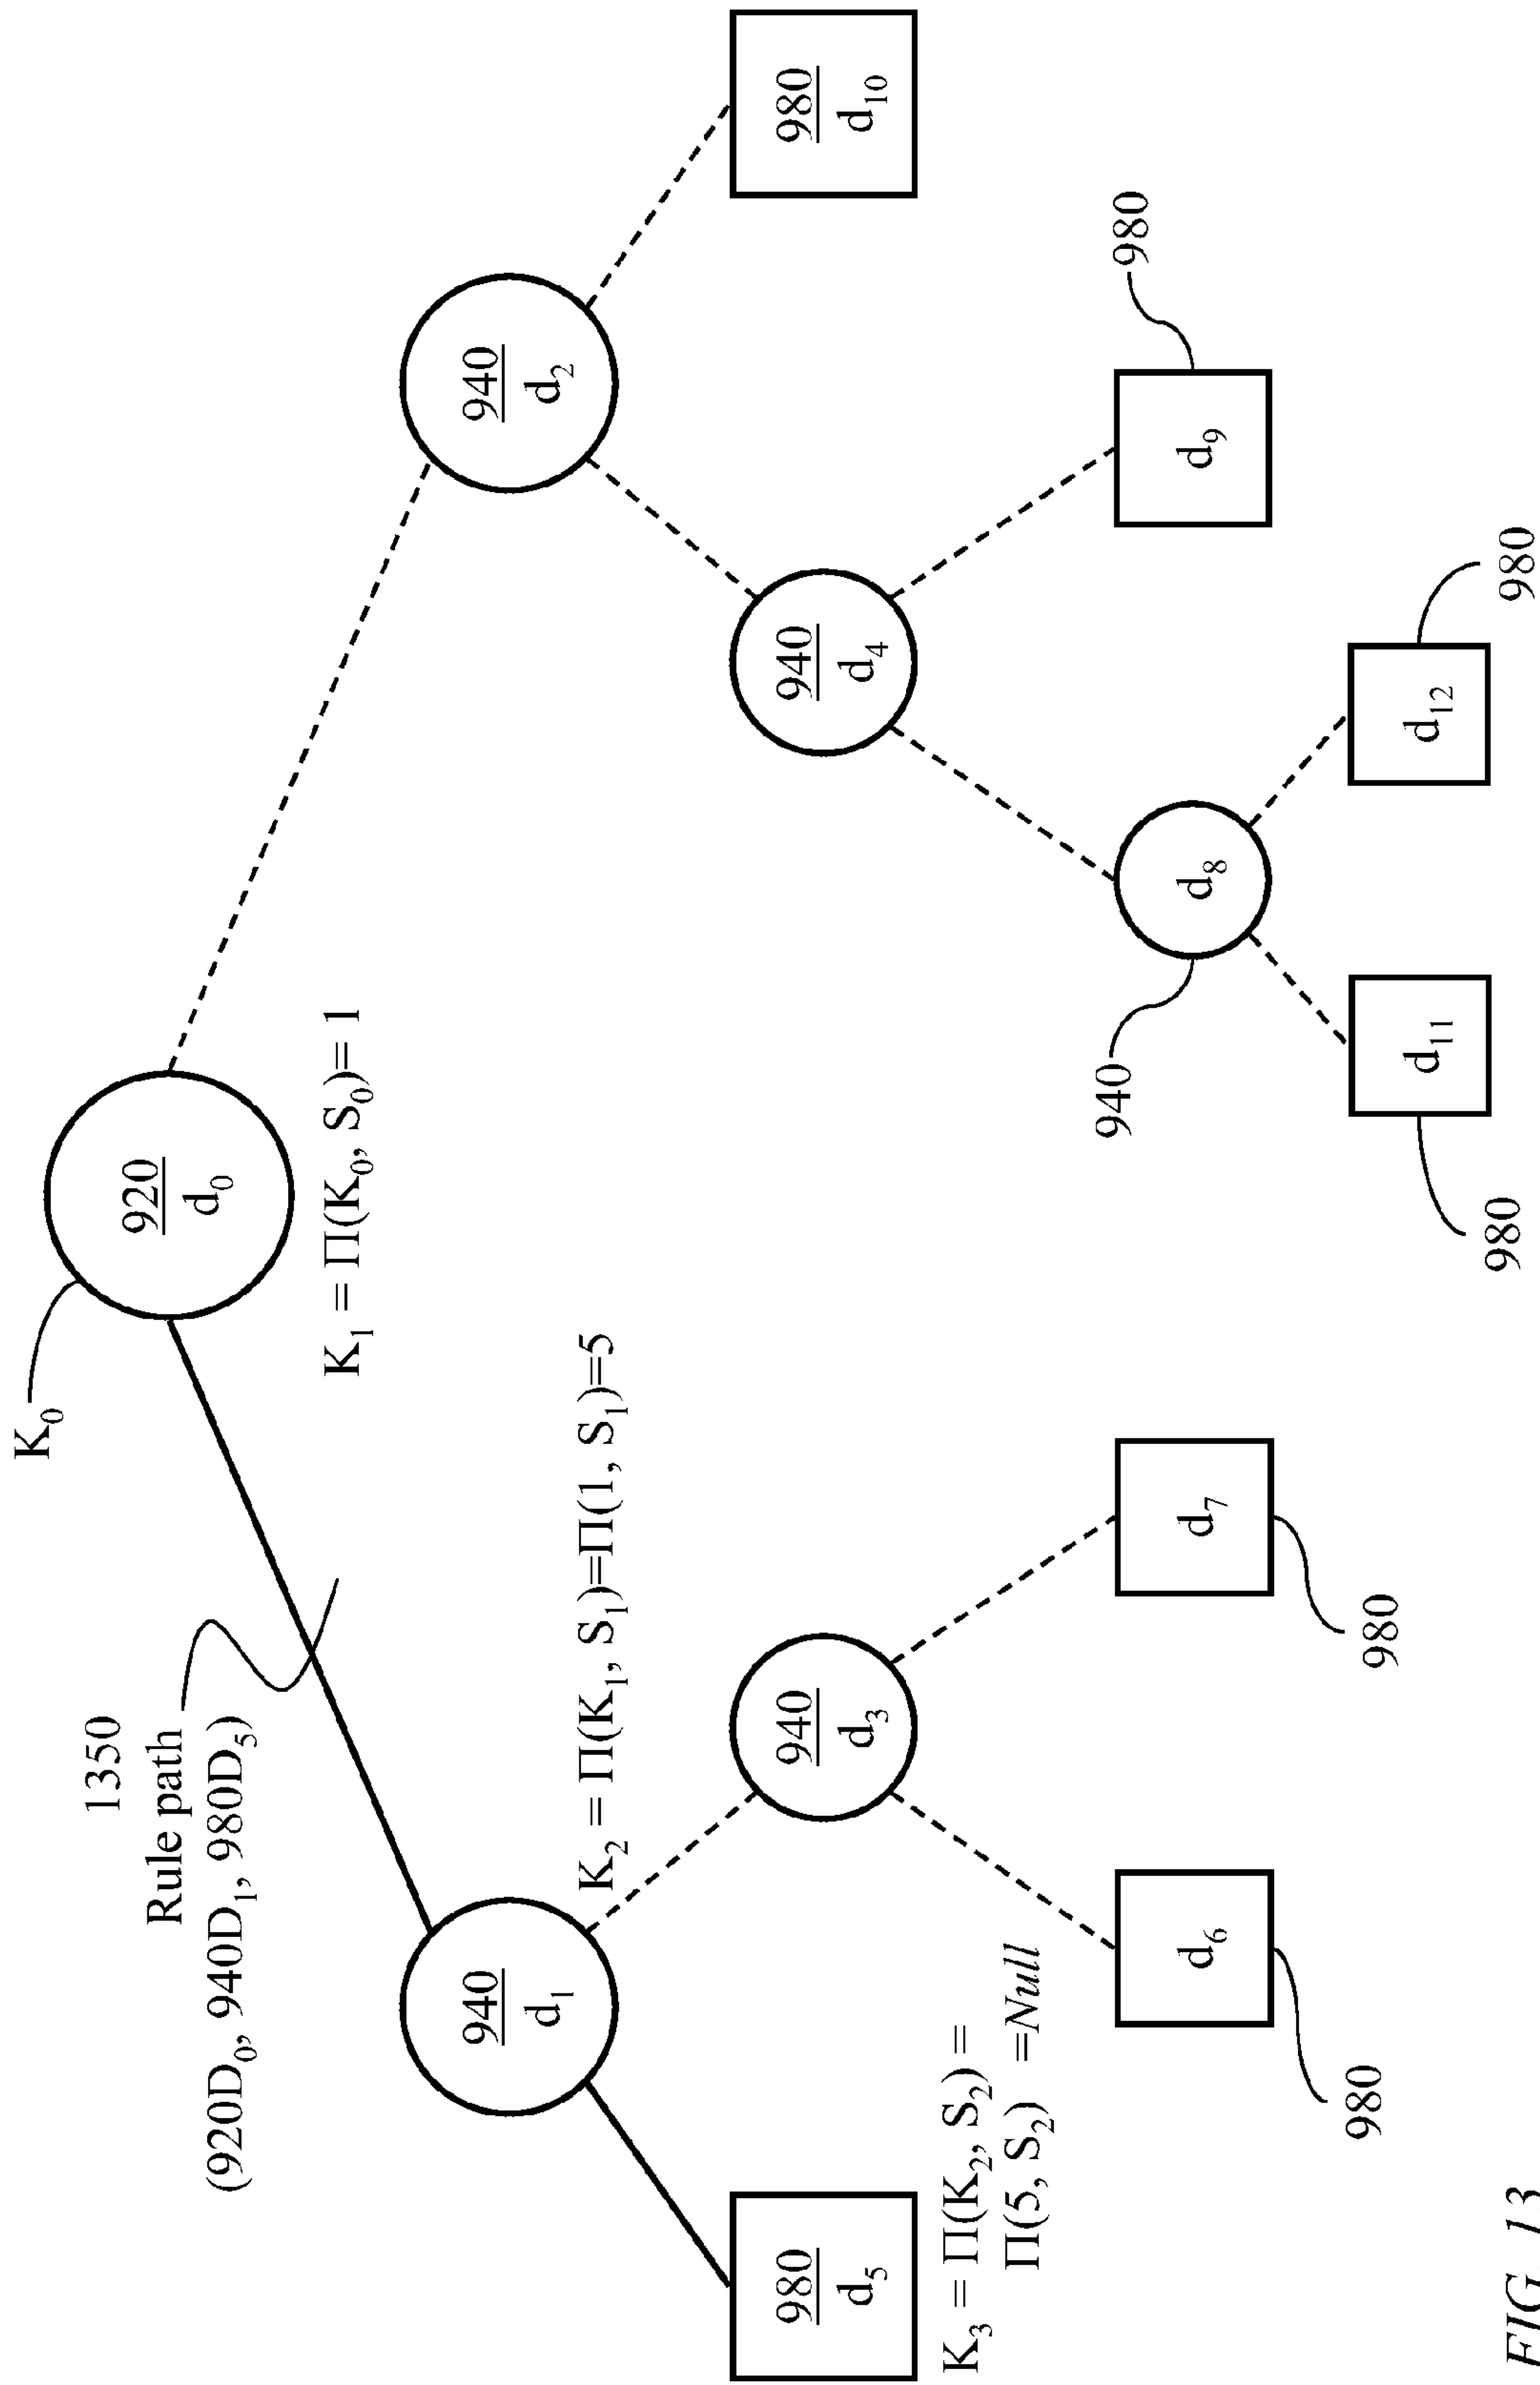 K₀
1350
Rule path
(920D₀, 940D₁, 980D₅)
920
d₀
K₁ = Π(K₀, S₀)= 1
940
d₁
940
d₂
K₂ = Π(K₁, S₁)=Π(1, S₁)=5
980
d₅
940
d₃
940
d₄
980
d₁₀
K₃ = Π(K₂, S₂) =
Π(5, S₂) =Null
d₆
980
d₇
980
940
d₈
d₉
980
d₁₁
980
d₁₂
980
FIG. 13